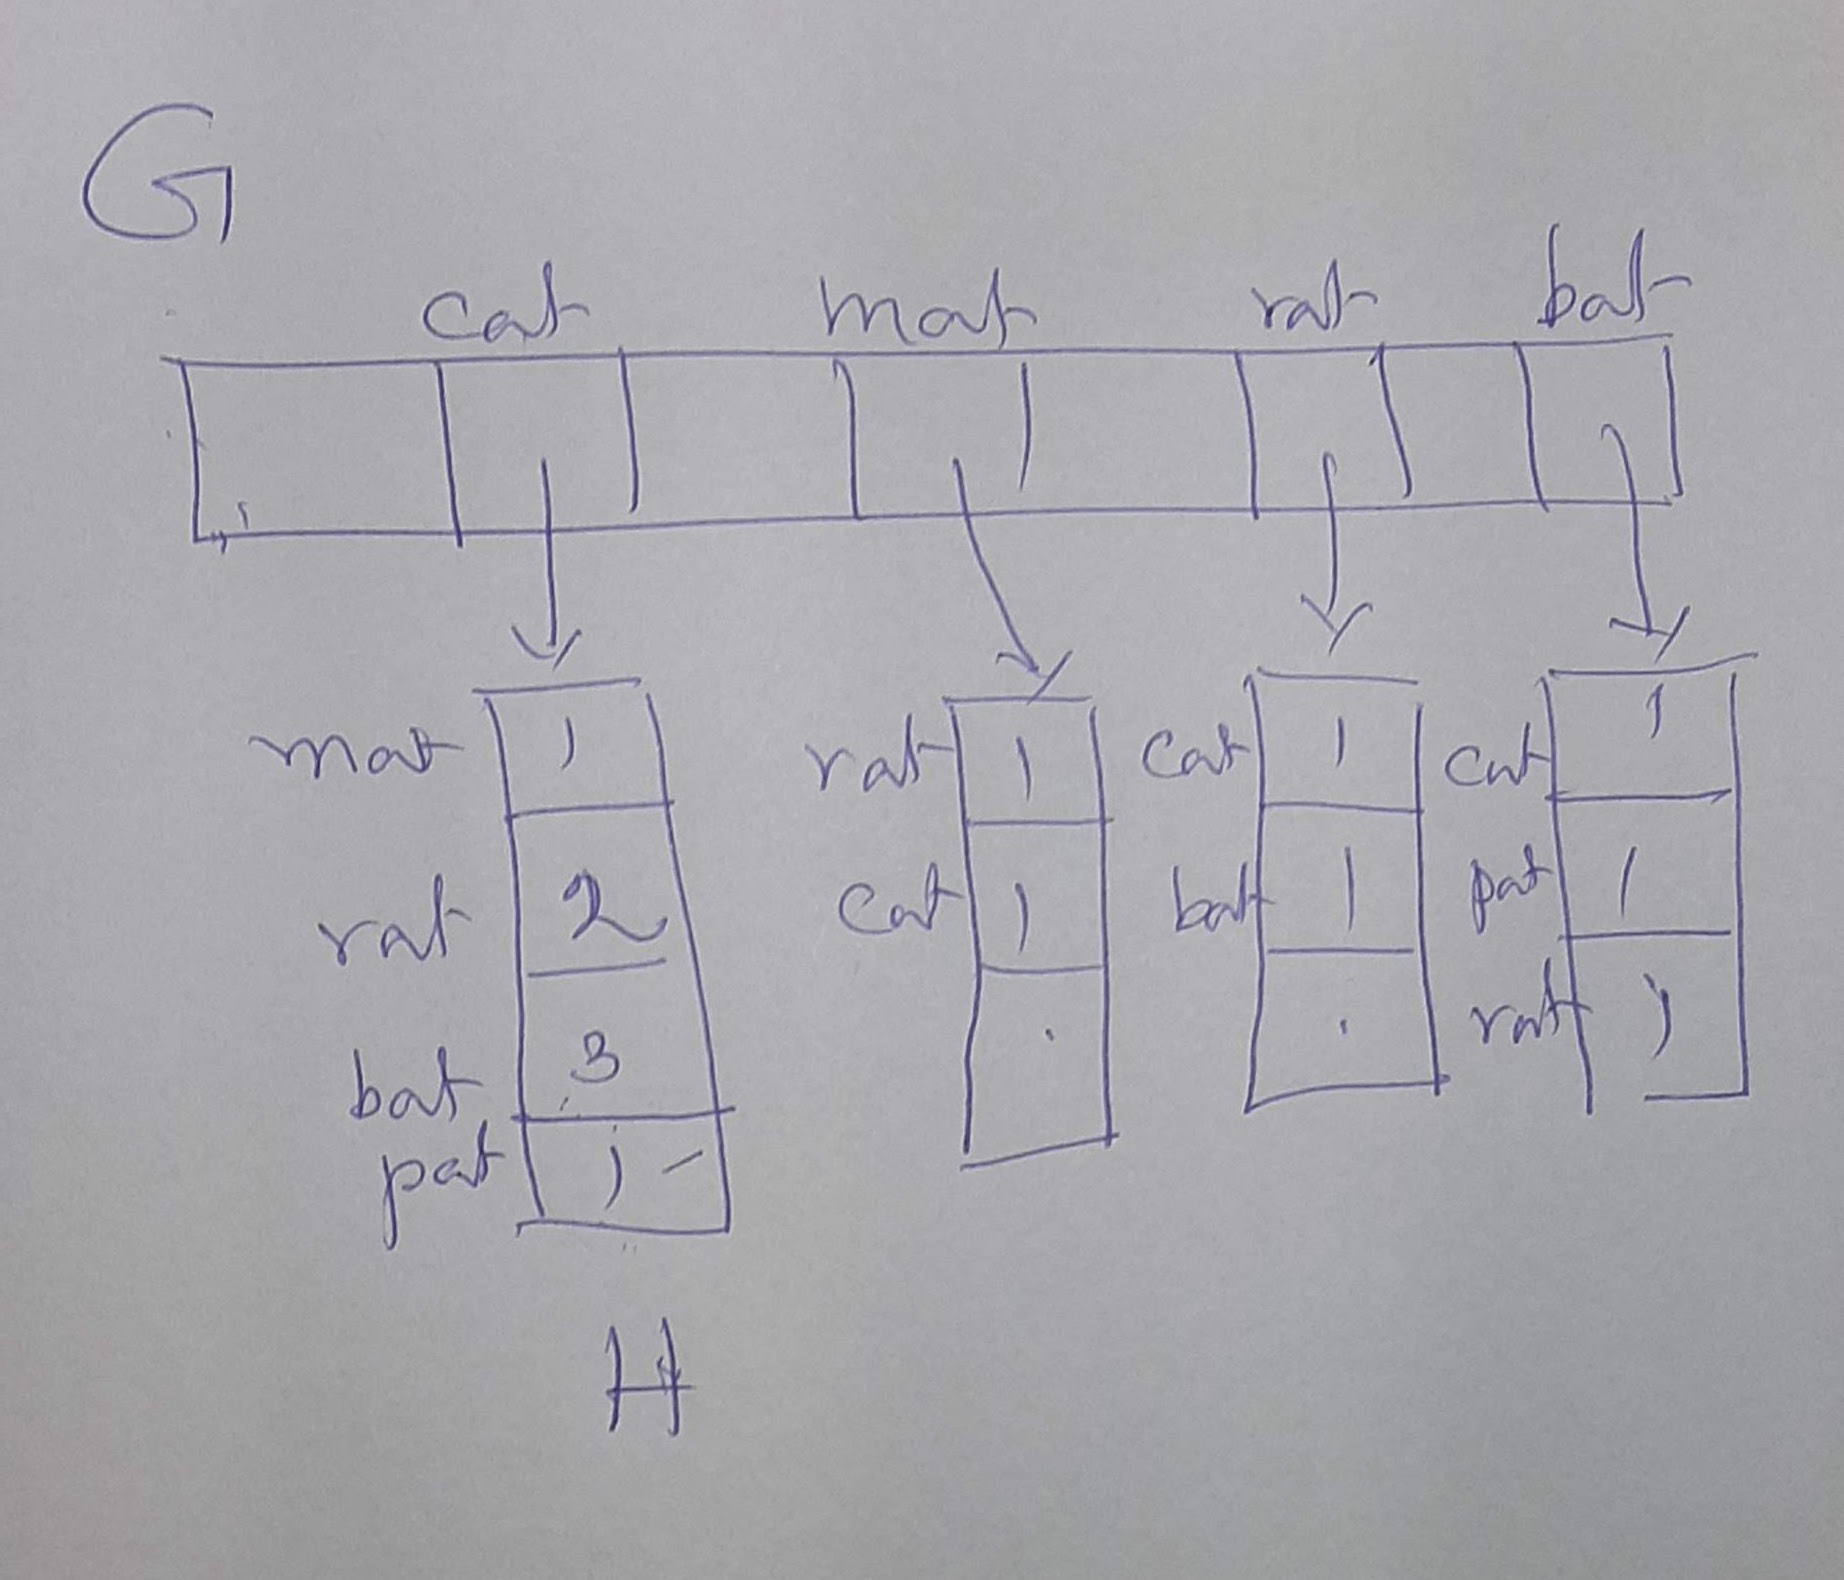 G
cat mat rat bat
mat 1 rat 1 cat 1 cat 1
rat 2 cat 1 bat 1 pat 1
bat 3 rat 1
pat 1
H